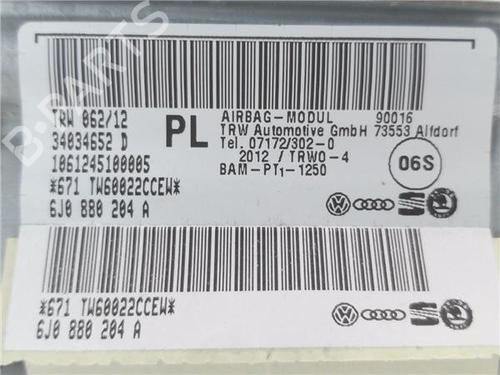 B-PARTS
TRW 062/12
34034652 D
1061245100005
*671 TW60022CCEW*
6J0 880 204 A
PL
AIRBAG-MODUL 90016
TRW Automotive GmbH 73553 Alfdorf
Tel. 07172/302-0
2012 / TRW0-4
BAM-PT1-1250
06S
*671 TW60022CCEW*
6J0 880 204 A